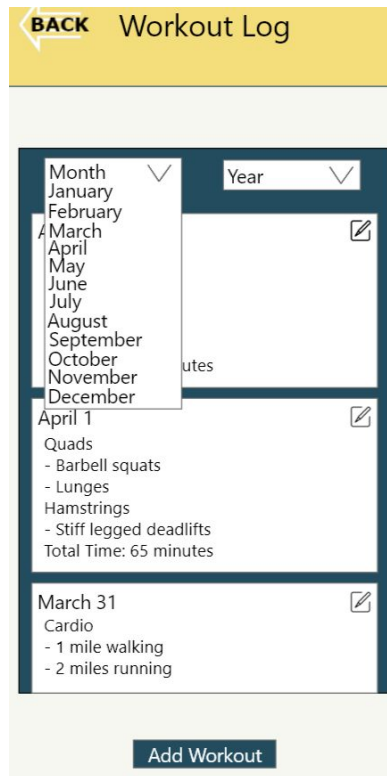 BACK Workout Log
Month
Year
January
February
March
April
May
June
July
August
September
October
November
December
utes
April 1
Quads
- Barbell squats
- Lunges
Hamstrings
- Stiff legged deadlifts
Total Time: 65 minutes
March 31
Cardio
- 1 mile walking
- 2 miles running
Add Workout